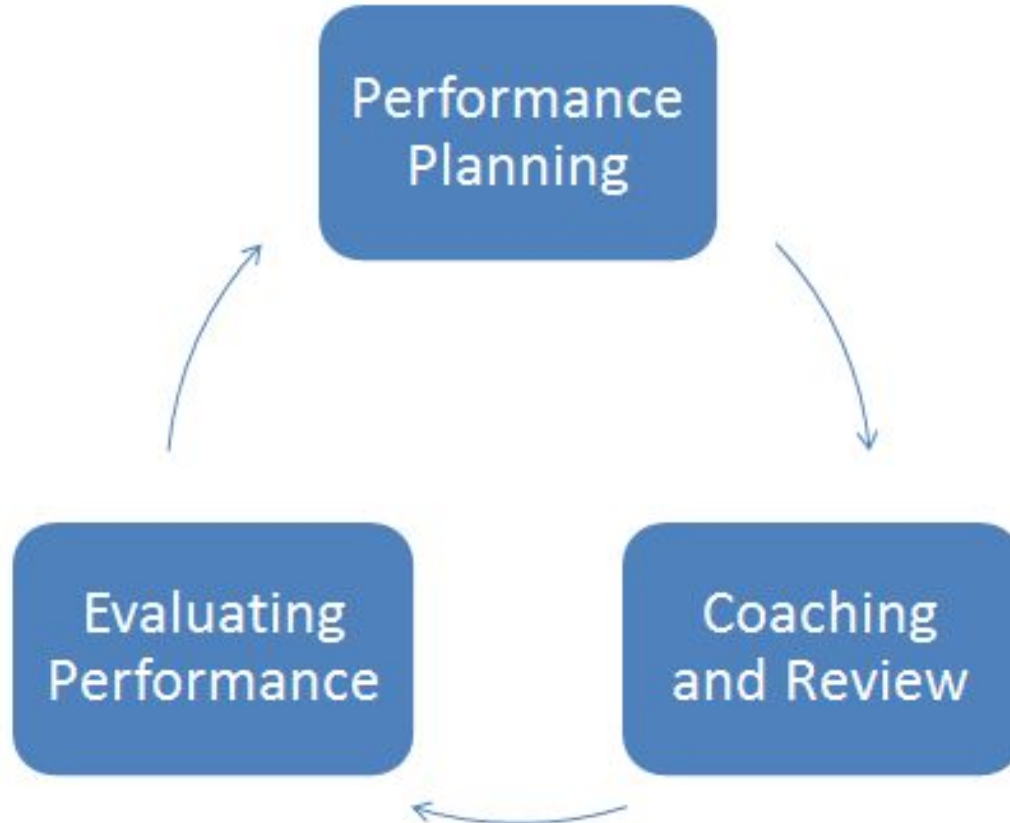 Performance
Planning
Coaching
and Review
Evaluating
Performance